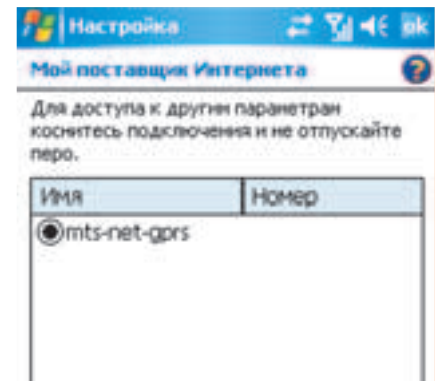 Настройка ok
Мой поставщик Интернета
Для доступа к другим параметрам
коснитесь подключения и не отпускайте
перо.
Имя Номер
mts-net-gprs